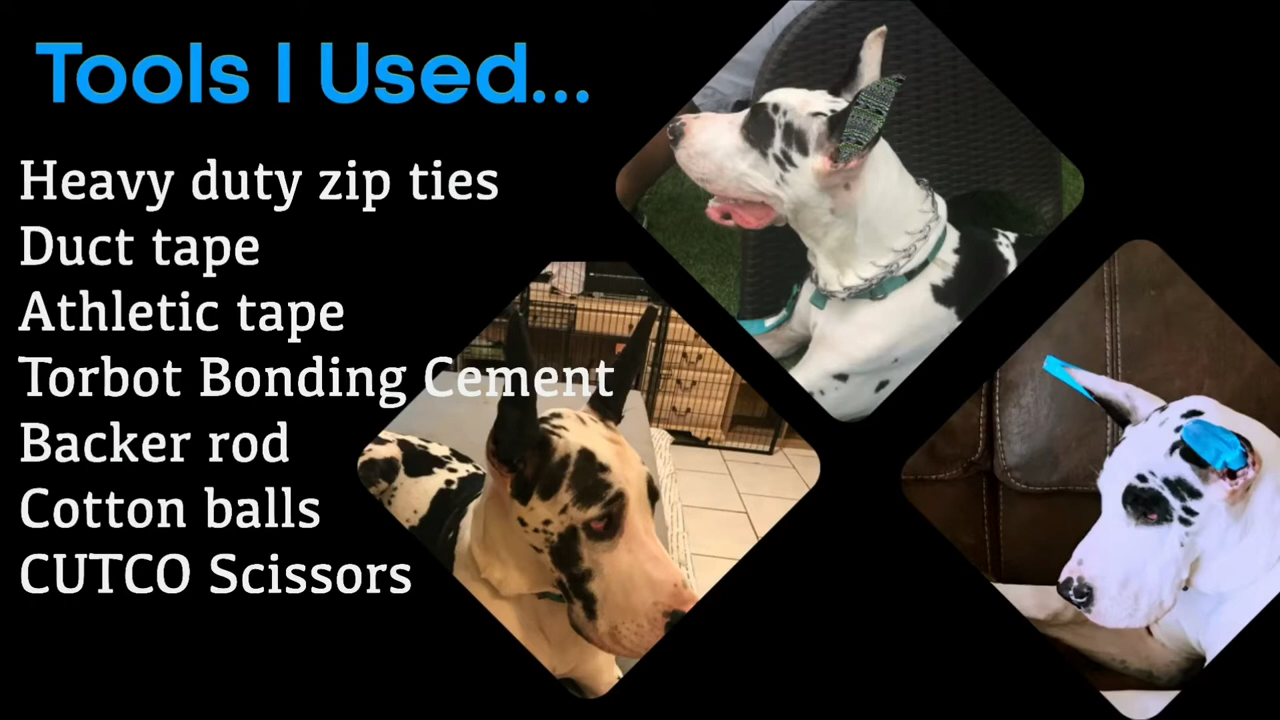 Tools I Used...
Heavy duty zip ties
Duct tape
Athletic tape
Torbot Bonding Cement
Backer rod
Cotton balls
CUTCO Scissors